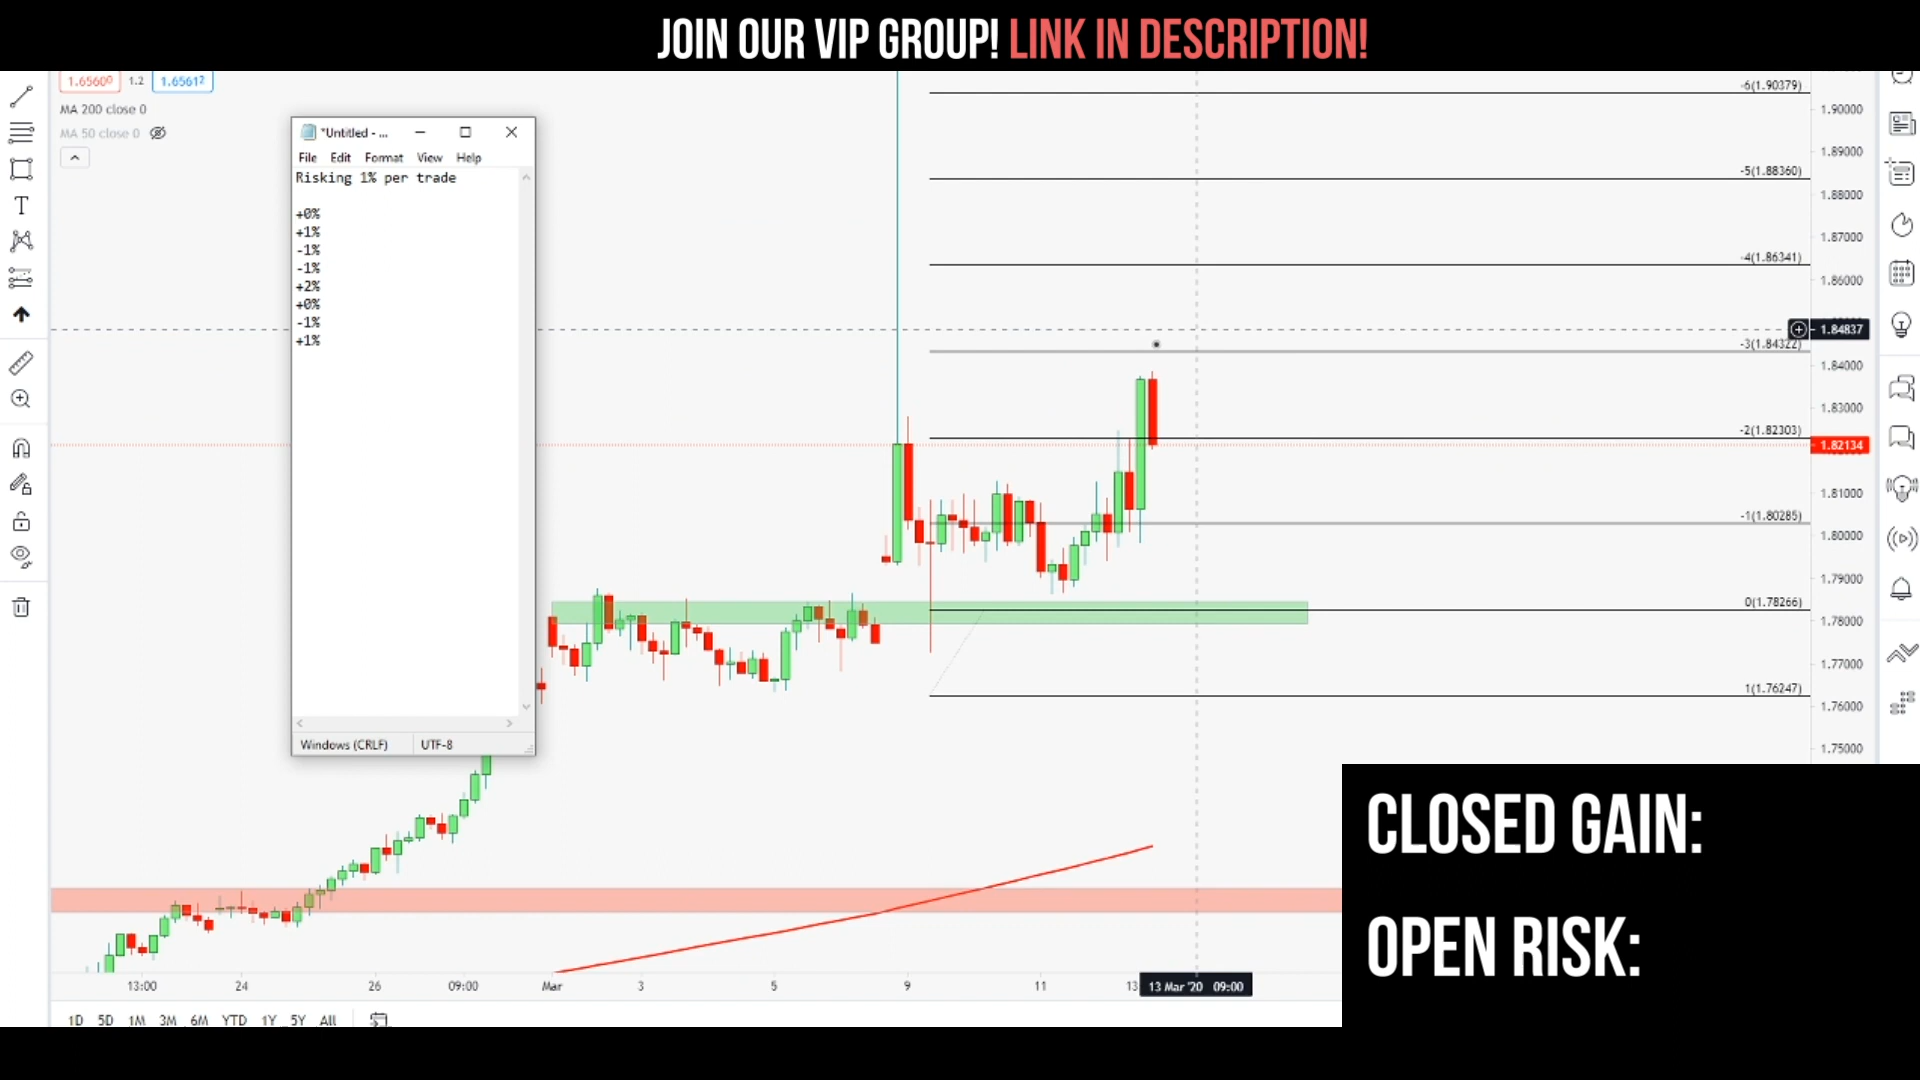 JOIN OUR VIP GROUP! LINK IN DESCRIPTION!
1.65600 1.2 1.65612
MA 200 close 0
MA 50 close 0
*Untitled - ...
File Edit Format View Help
Risking 1% per trade
+0%
+1%
-1%
-1%
+2%
+0%
-1%
+1%
Windows (CRLF) UTF-8
-6(1.90379)
-5(1.88360)
-4(1.86341)
-3(1.84322)
-2(1.82303)
-1(1.80285)
0(1.78266)
1(1.76247)
1.90000
1.89000
1.88000
1.87000
1.86000
1.84837
1.84000
1.83000
1.82134
1.81000
1.80000
1.79000
1.78000
1.77000
1.76000
1.75000
CLOSED GAIN:
OPEN RISK:
13:00 24 26 09:00 Mar 3 5 9 11 13 13 Mar '20 09:00
1D 5D 1M 3M 6M YTD 1Y 5Y All